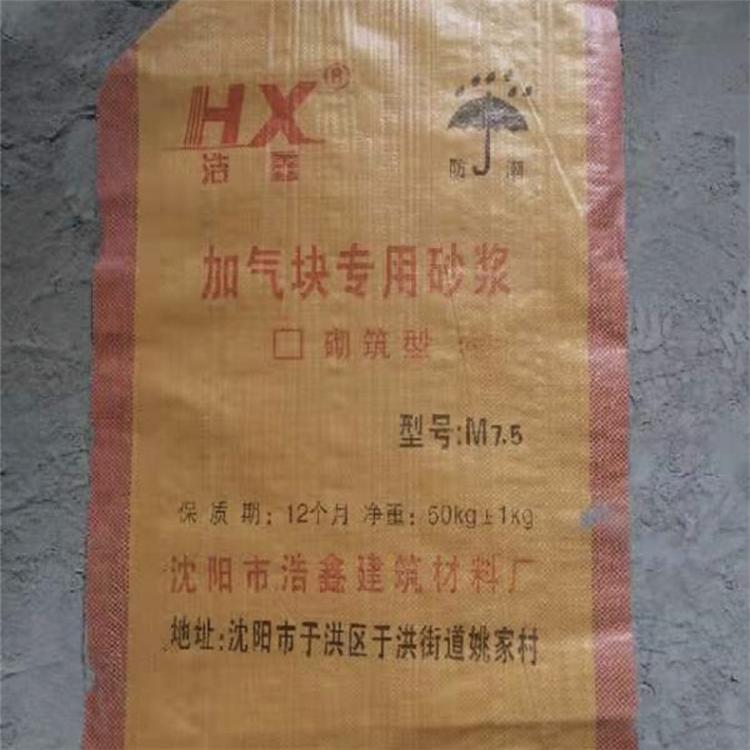 HX®
浩鑫
防潮
加气块专用砂浆
□砌筑型
型号:M7.5
保质期:12个月 净重:50kg±1kg
沈阳市浩鑫建筑材料厂
地址:沈阳市于洪区于洪街道姚家村